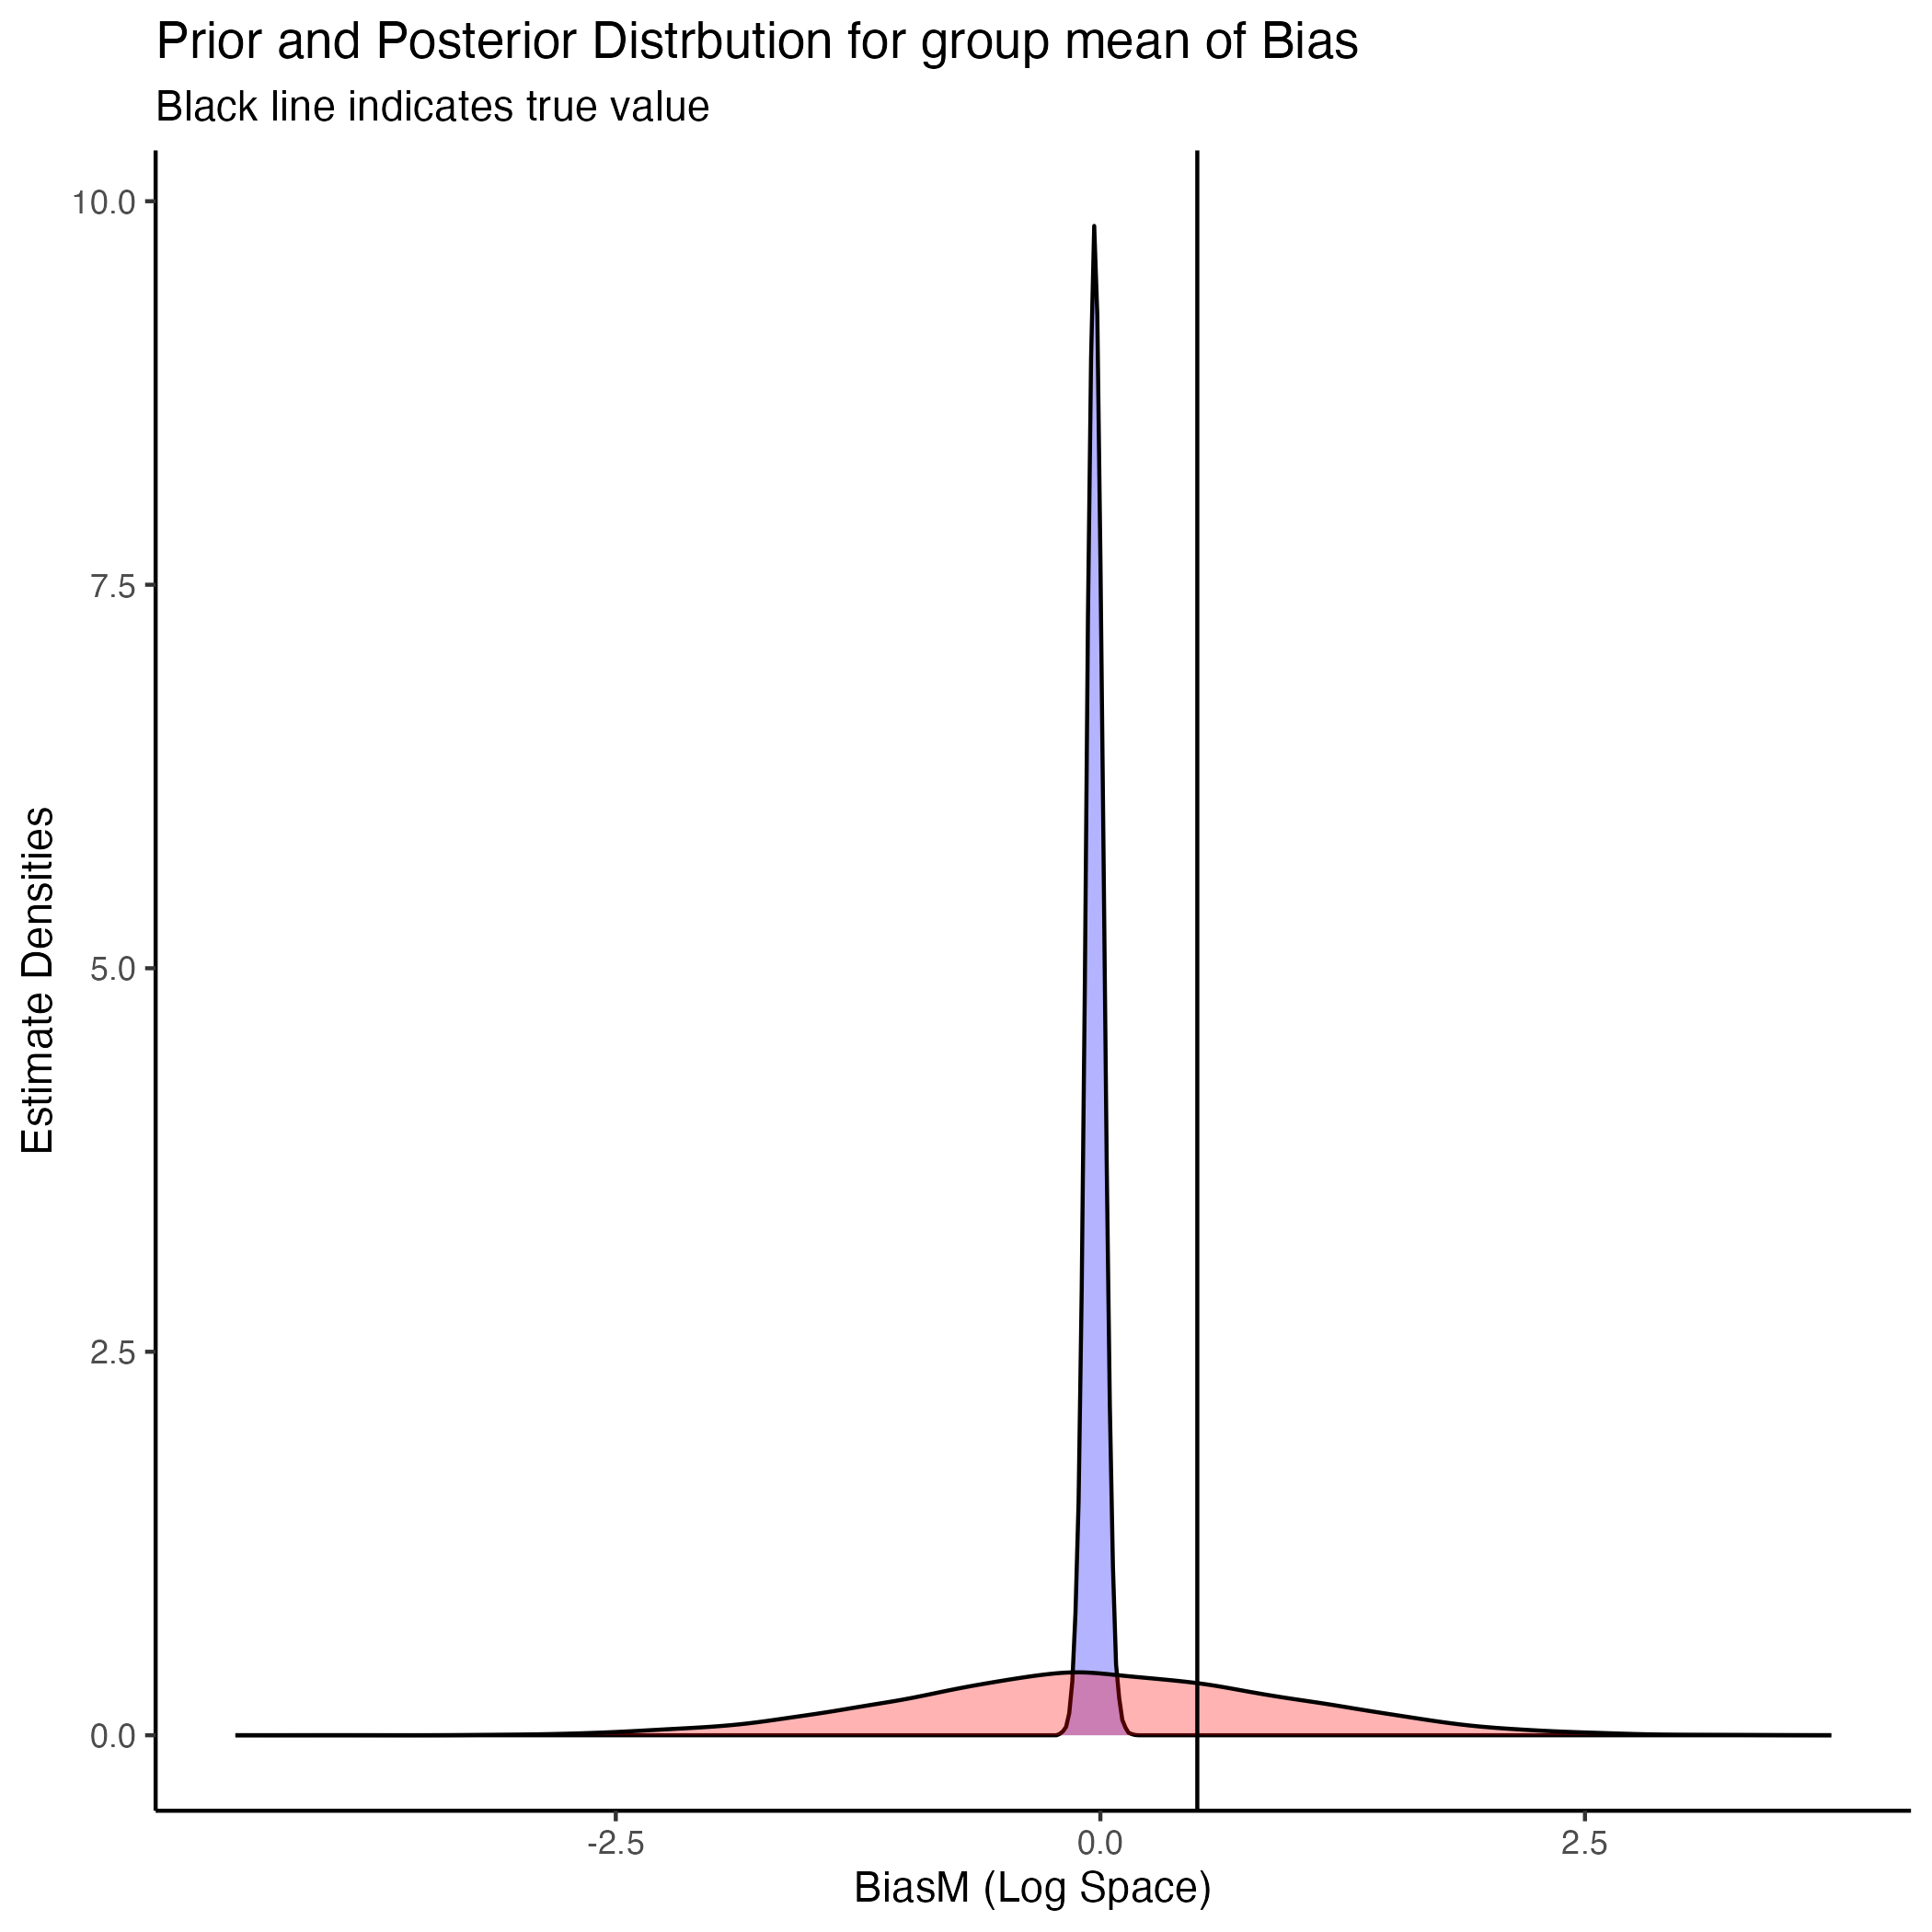 Prior and Posterior Distrbution for group mean of Bias
Black line indicates true value
10.0
7.5
5.0
2.5
0.0
Estimate Densities
-2.5
0.0
2.5
BiasM (Log Space)